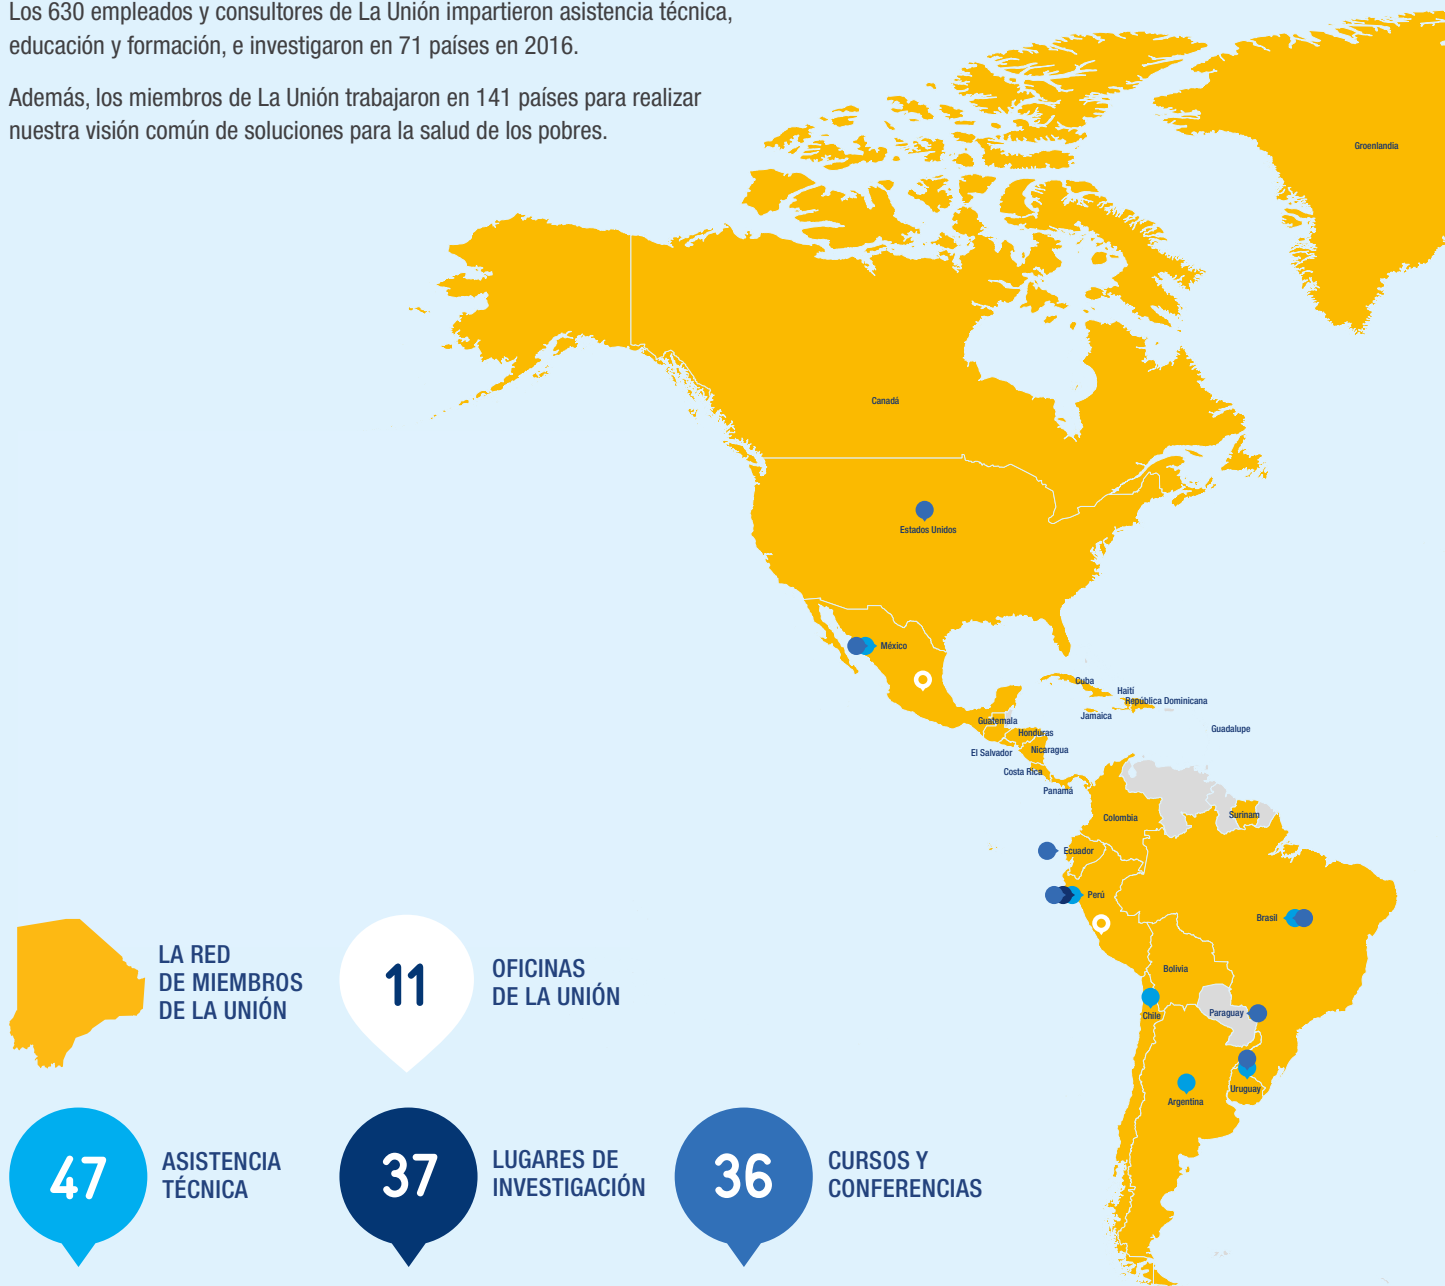 Los 630 empleados y consultores de La Unión impartieron asistencia técnica,
educación y formación, e investigaron en 71 países en 2016.
Además, los miembros de La Unión trabajaron en 141 países para realizar
nuestra visión común de soluciones para la salud de los pobres.
Groenlandia
Canadá
Estados Unidos
México
Cuba
Haití
República Dominicana
Jamaica
Guadalupe
Guatemala
Honduras
El Salvador
Nicaragua
Costa Rica
Panamá
Colombia
Surinam
Ecuador
Perú
Brasil
Bolivia
Chile
Paraguay
Uruguay
Argentina
LA RED
DE MIEMBROS
DE LA UNIÓN
11
OFICINAS
DE LA UNIÓN
47
ASISTENCIA
TÉCNICA
37
LUGARES DE
INVESTIGACIÓN
36
CURSOS Y
CONFERENCIAS